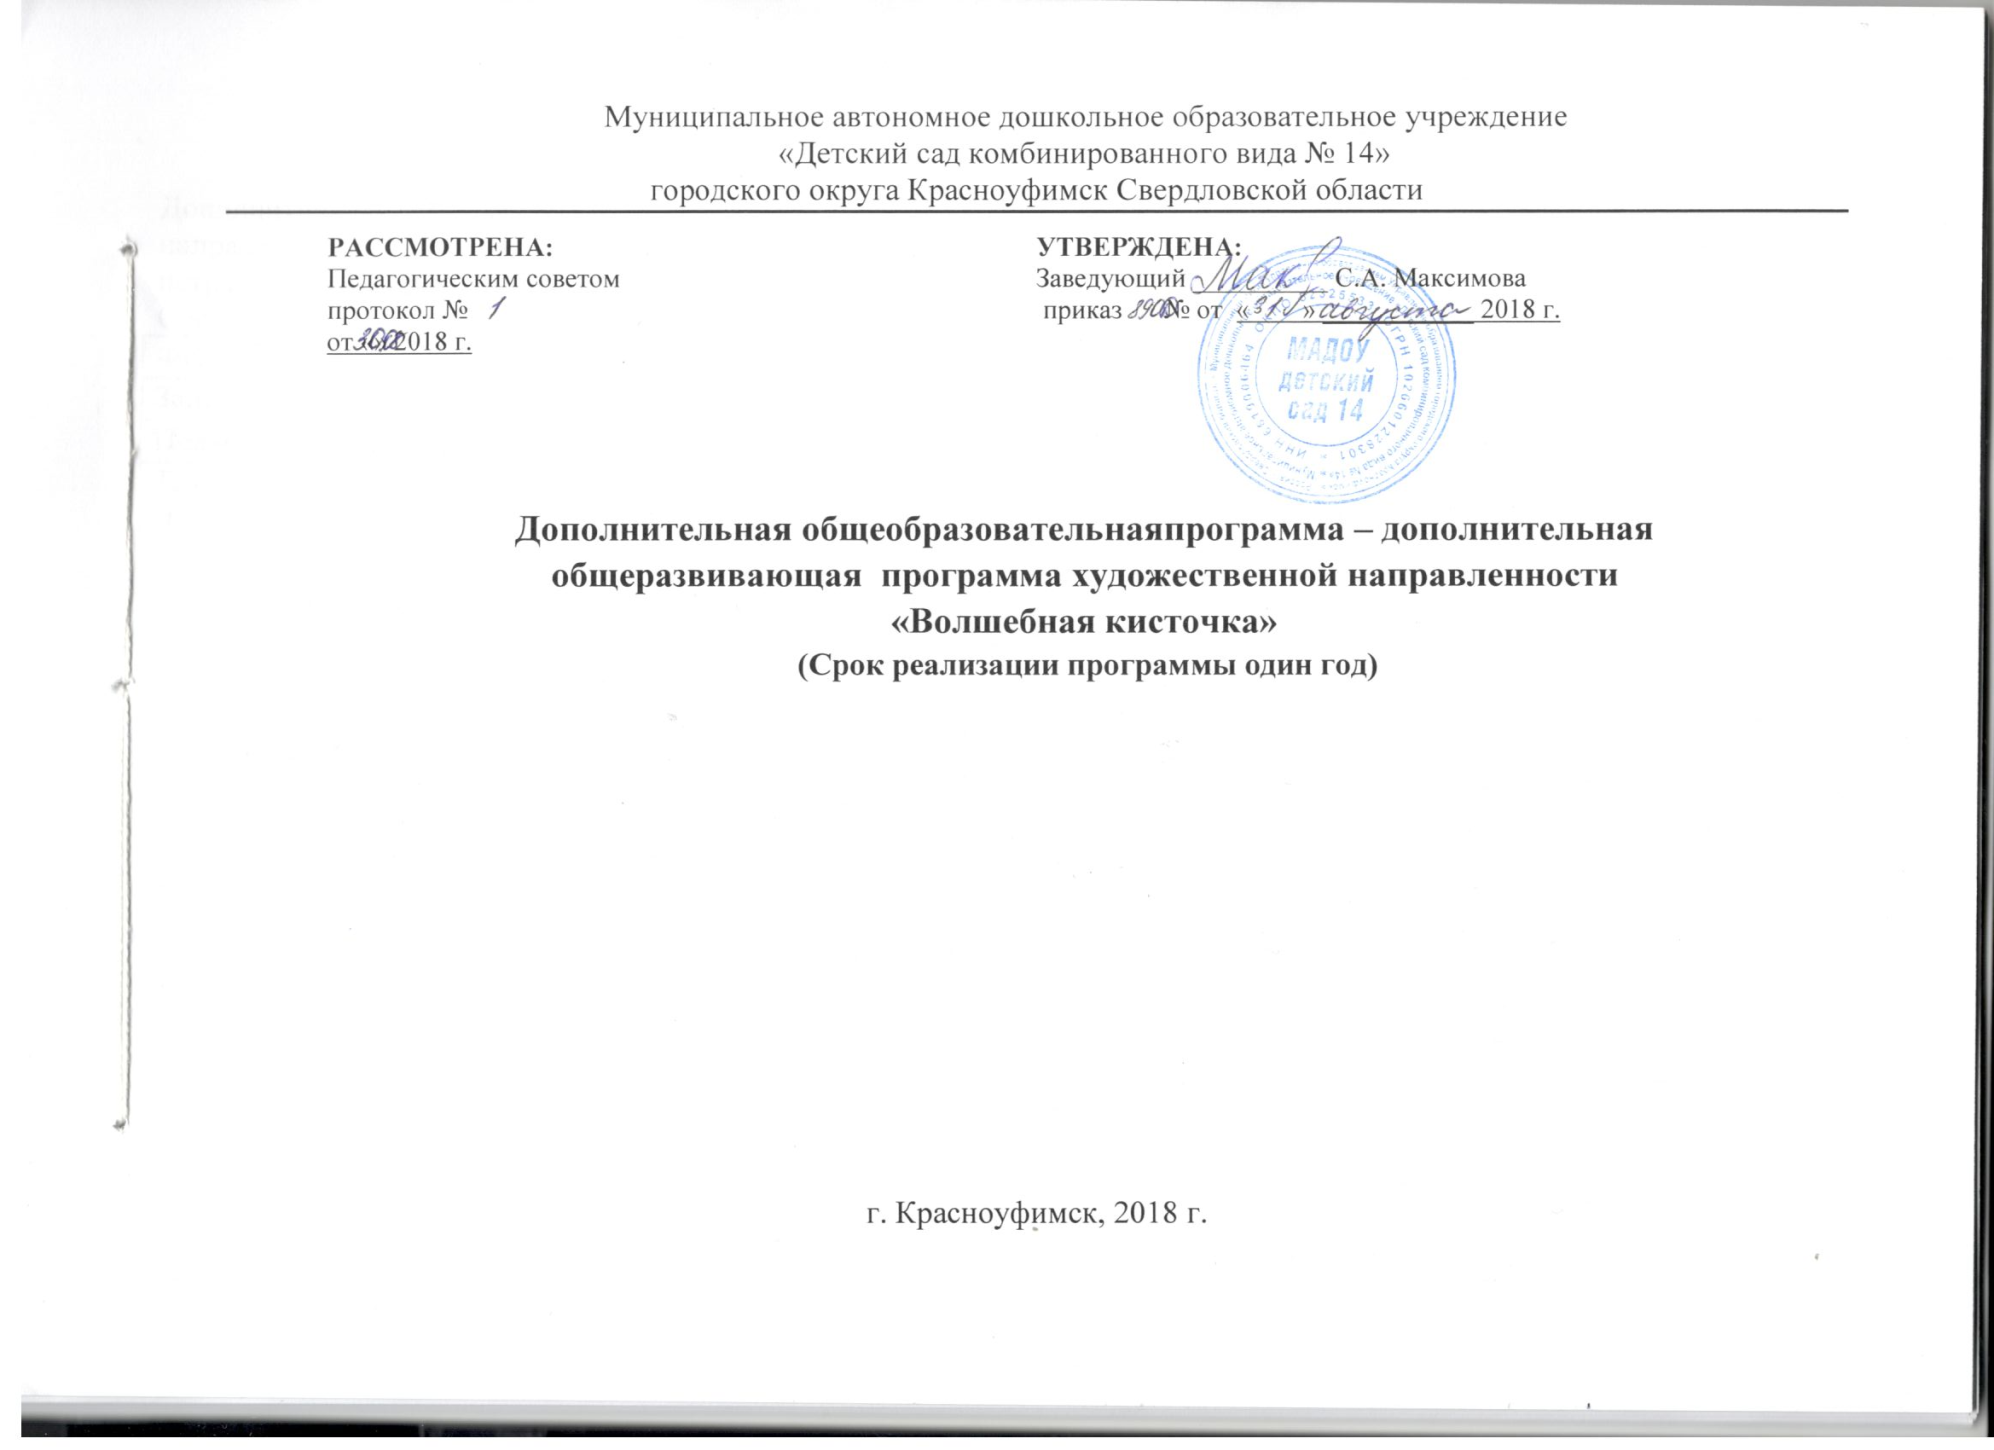 Муниципальное автономное дошкольное образовательное учреждение
«Детский сад комбинированного вида № 14»
городского округа Красноуфимск Свердловской области
РАССМОТРЕНА:
Педагогическим советом
протокол № 1
от 2018 г.
УТВЕРЖДЕНА:
Заведующий Мак С.А. Максимова
приказ № от «31» августа 2018 г.
МАДОУ
детский
сад 14
Дополнительная общеобразовательнаяпрограмма – дополнительная
общеразвивающая программа художественной направленности
«Волшебная кисточка»
(Срок реализации программы один год)
г. Красноуфимск, 2018 г.